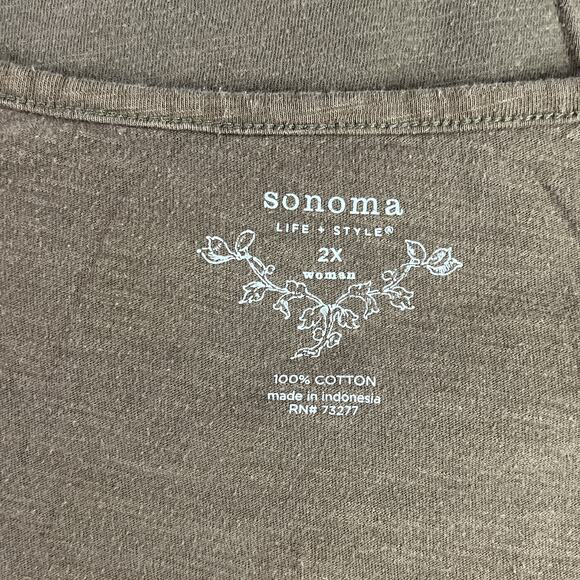 sonoma
LIFE + STYLE®
2X
woman
100% COTTON
made in indonesia
RN# 73277